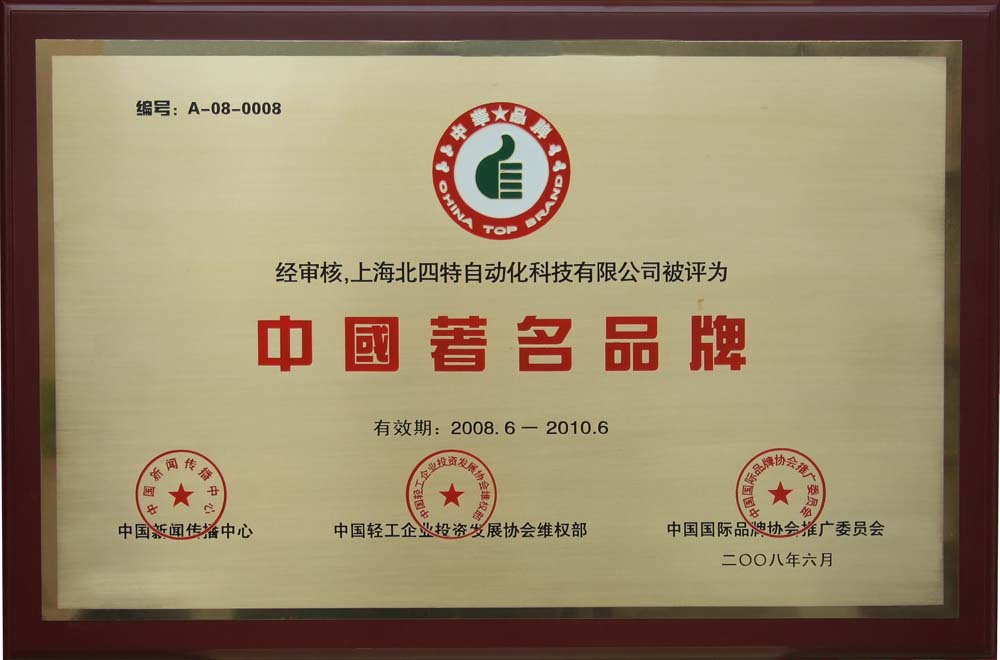 编号：A-08-0008
中華★品牌
CHINA TOP BRAND
经审核,上海北四特自动化科技有限公司被评为
中國著名品牌
有效期：2008.6－2010.6
中国新闻传播中心
中国轻工企业投资发展协会维权部
中国国际品牌协会推广委员会
中国新闻传播中心
中国轻工企业投资发展协会维权部
中国国际品牌协会推广委员会
二〇〇八年六月